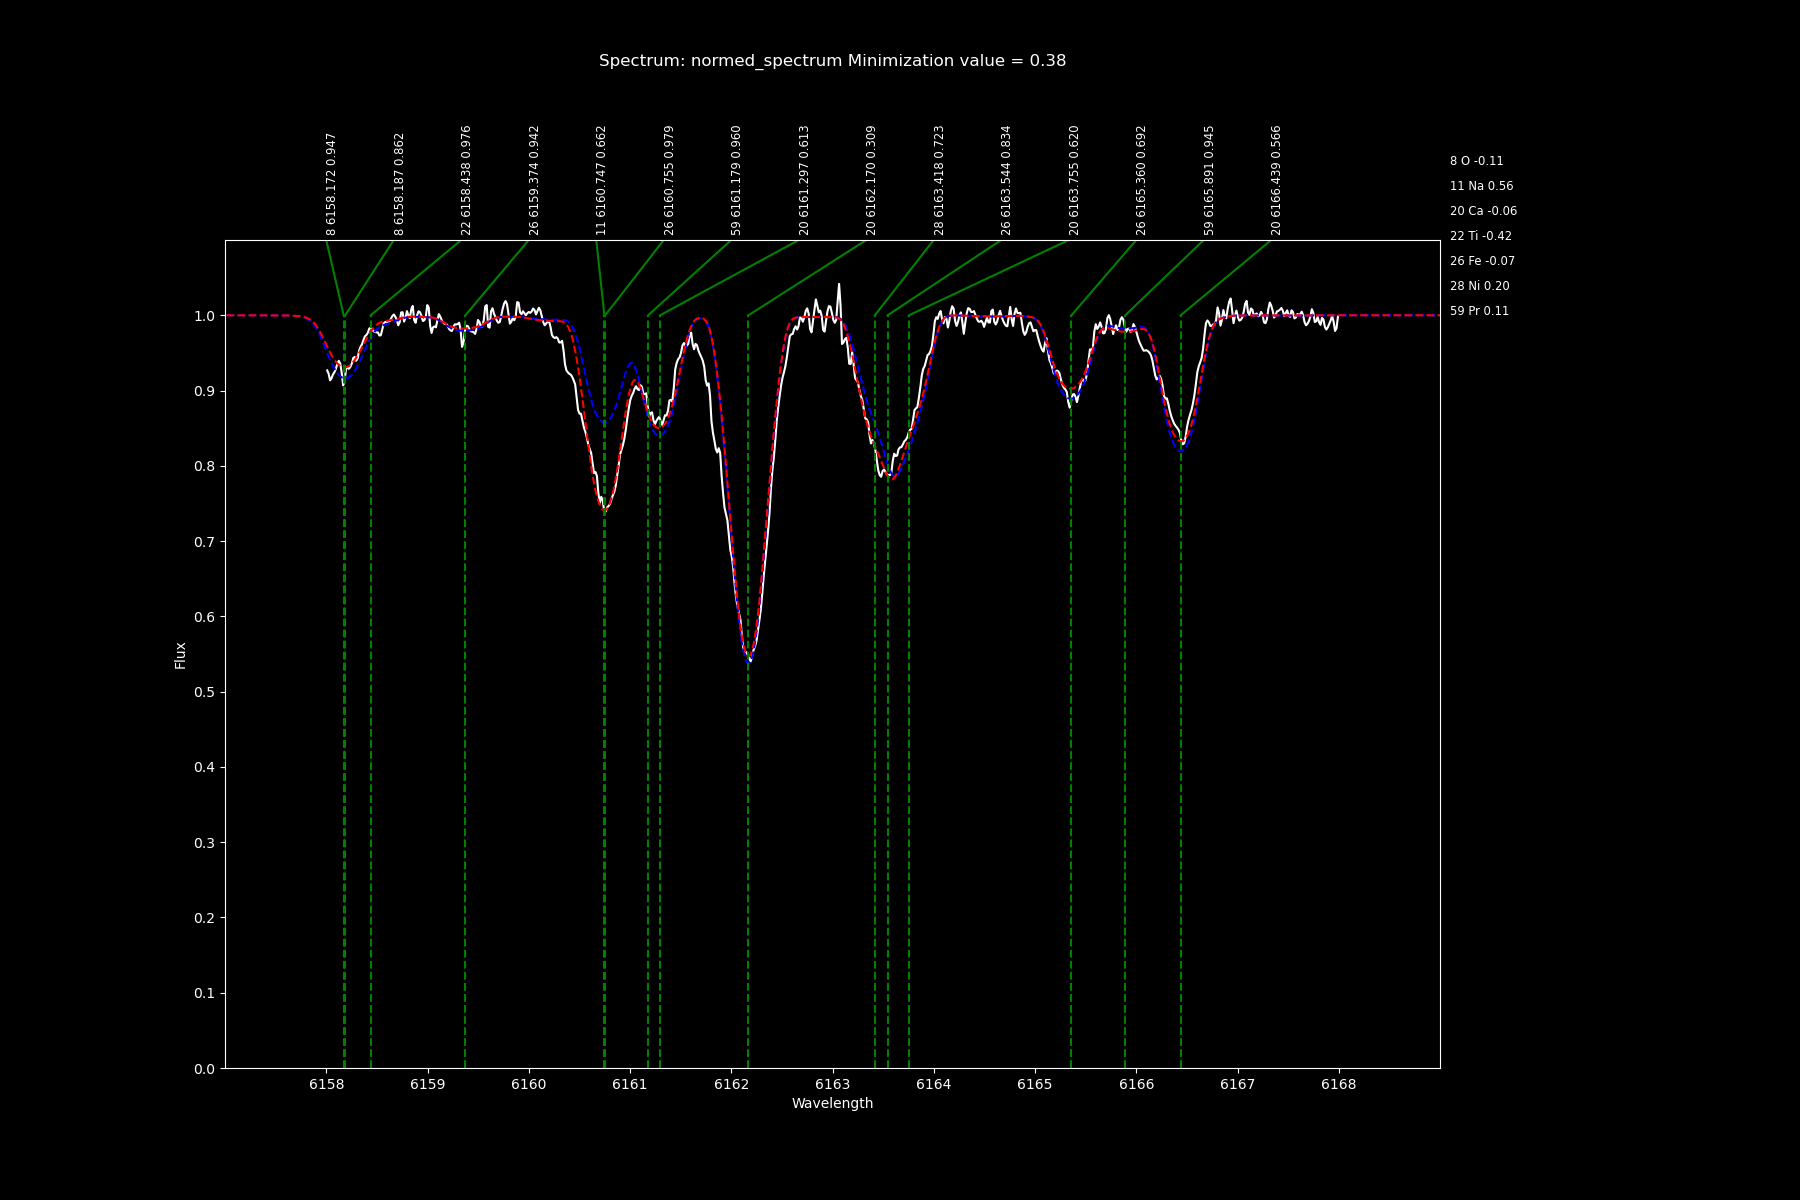 Spectrum: normed_spectrum Minimization value = 0.38
8 6158.172 0.947
8 6158.187 0.862
22 6158.438 0.976
26 6159.374 0.942
11 6160.747 0.662
26 6160.755 0.979
59 6161.179 0.960
20 6161.297 0.613
20 6162.170 0.309
28 6163.418 0.723
26 6163.544 0.834
20 6163.755 0.620
26 6165.360 0.692
59 6165.891 0.945
20 6166.439 0.566
8 O -0.11
11 Na 0.56
20 Ca -0.06
22 Ti -0.42
26 Fe -0.07
28 Ni 0.20
59 Pr 0.11
1.0
0.9
0.8
0.7
0.6
0.5
0.4
0.3
0.2
0.1
0.0
Flux
6158 6159 6160 6161 6162 6163 6164 6165 6166 6167 6168
Wavelength